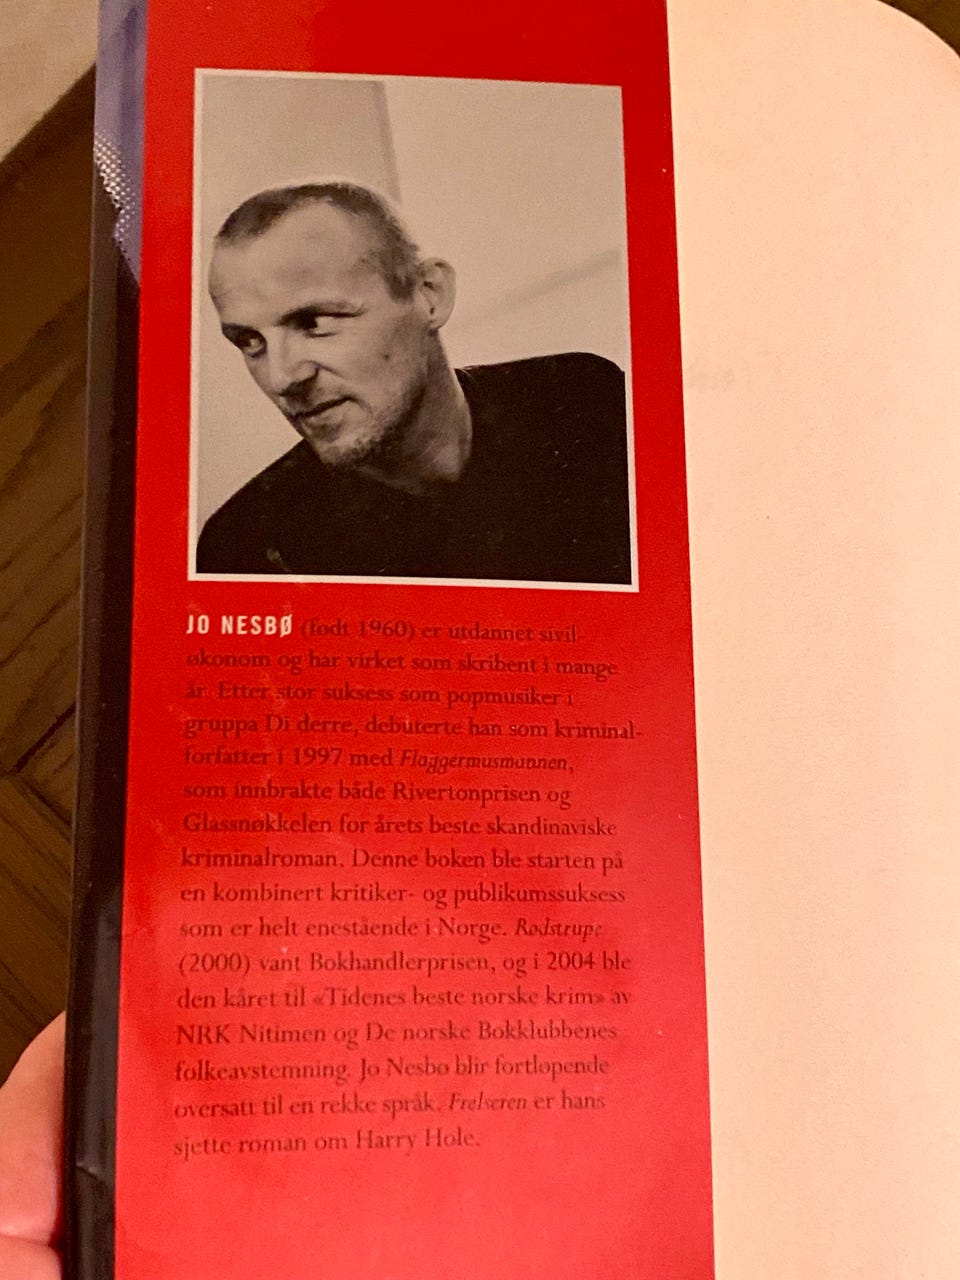 JO NESBØ (født 1960) er utdannet sivil-
økonom og har virket som skribent i mange
år. Etter stor suksess som popmusiker i
gruppa Di derre, debuterte han som kriminal-
forfatter i 1997 med Flaggermusmannen,
som innbrakte både Rivertonprisen og
Glassnøkkelen for årets beste skandinaviske
kriminalroman. Denne boken ble starten på
en kombinert kritiker- og publikumssuksess
som er helt enestående i Norge. Rødstrupe
(2000) vant Bokhandlerprisen, og i 2004 ble
den kåret til «Tidenes beste norske krim» av
NRK Nitimen og De norske Bokklubbenes
folkeavstemning. Jo Nesbø blir fortløpende
oversatt til en rekke språk. Frelseren er hans
sjette roman om Harry Hole.